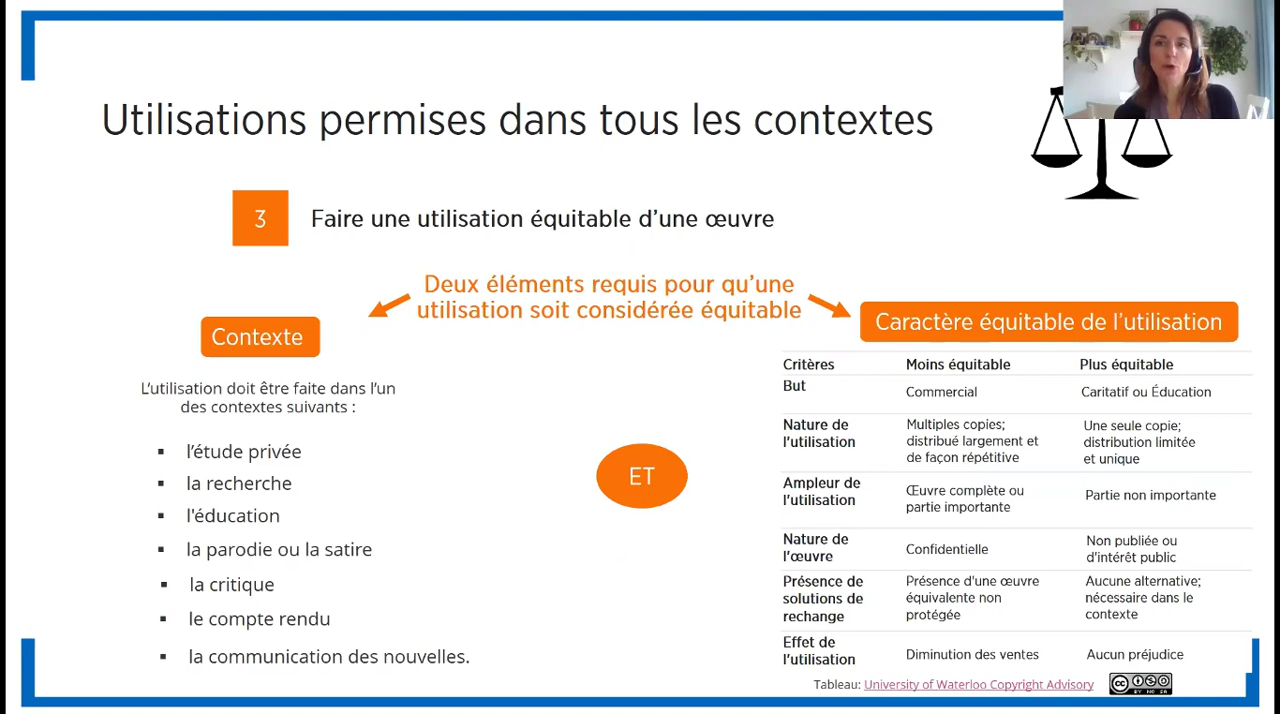 Utilisations permises dans tous les contextes
3
Faire une utilisation équitable d’une œuvre
Deux éléments requis pour qu’une
utilisation soit considérée équitable
Contexte
L’utilisation doit être faite dans l’un
des contextes suivants :
▪ l’étude privée
▪ la recherche
▪ l'éducation
▪ la parodie ou la satire
▪ la critique
▪ le compte rendu
▪ la communication des nouvelles.
ET
Caractère équitable de l’utilisation
Critères Moins équitable Plus équitable
But Commercial Caritatif ou Éducation
Nature de Multiples copies; Une seule copie;
l'utilisation distribué largement et distribution limitée
de façon répétitive et unique
Ampleur de Œuvre complète ou Partie non importante
l'utilisation partie importante
Nature de Confidentielle Non publiée ou
l'œuvre d'intérêt public
Présence de Présence d'une œuvre Aucune alternative;
solutions de équivalente non nécessaire dans le
rechange protégée contexte
Effet de Diminution des ventes Aucun préjudice
l'utilisation
Tableau: University of Waterloo Copyright Advisory
CC BY NC SA